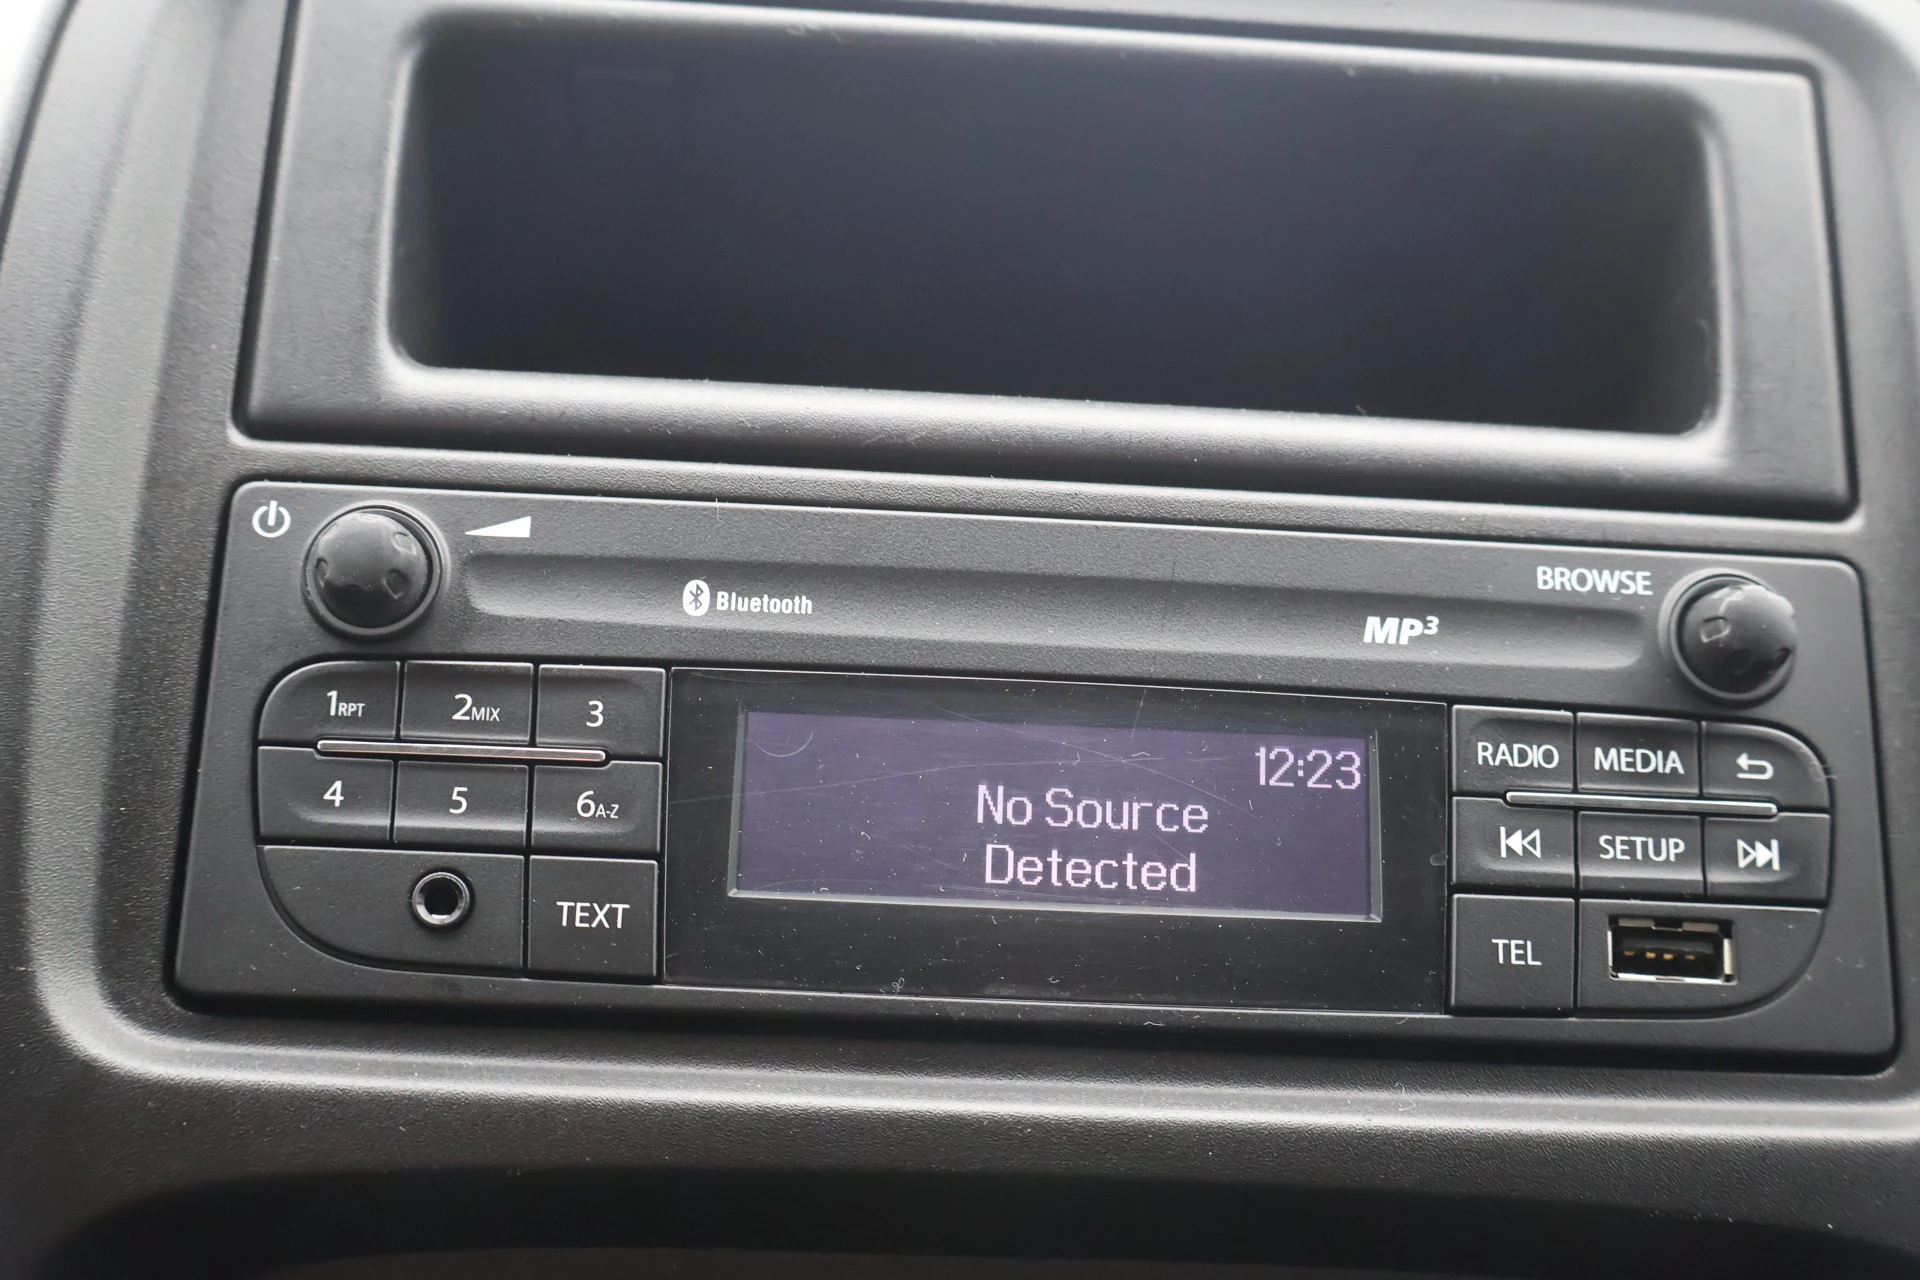 Bluetooth
MP3
BROWSE
1RPT
2MIX
3
4
5
6A-Z
TEXT
12:23
No Source
Detected
RADIO
MEDIA
SETUP
TEL